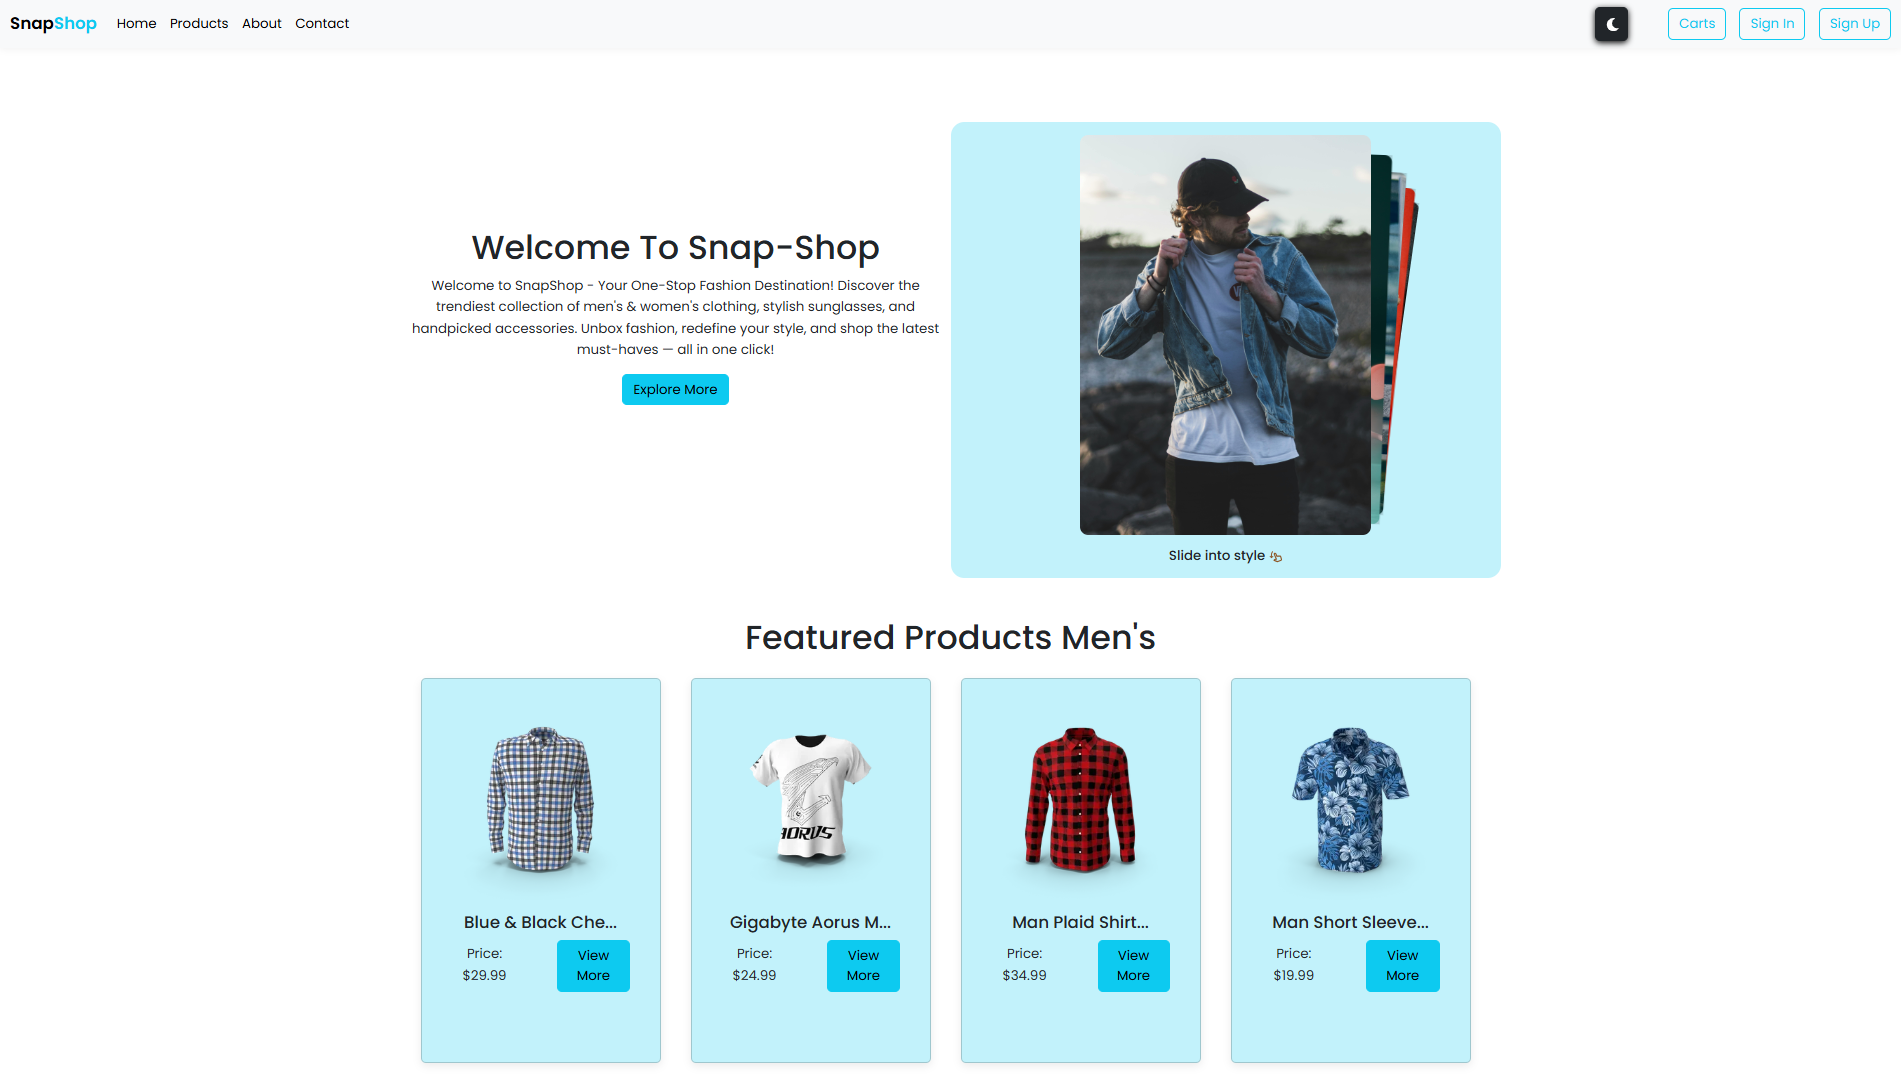 SnapShop Home Products About Contact Carts Sign In Sign Up
Welcome To Snap-Shop
Welcome to SnapShop - Your One-Stop Fashion Destination! Discover the
trendiest collection of men's & women's clothing, stylish sunglasses, and
handpicked accessories. Unbox fashion, redefine your style, and shop the latest
must-haves — all in one click!
Explore More
Slide into style
Featured Products Men's
AORUS
Blue & Black Che...
Price:
$29.99
View
More
Gigabyte Aorus M...
Price:
$24.99
View
More
Man Plaid Shirt...
Price:
$34.99
View
More
Man Short Sleeve...
Price:
$19.99
View
More